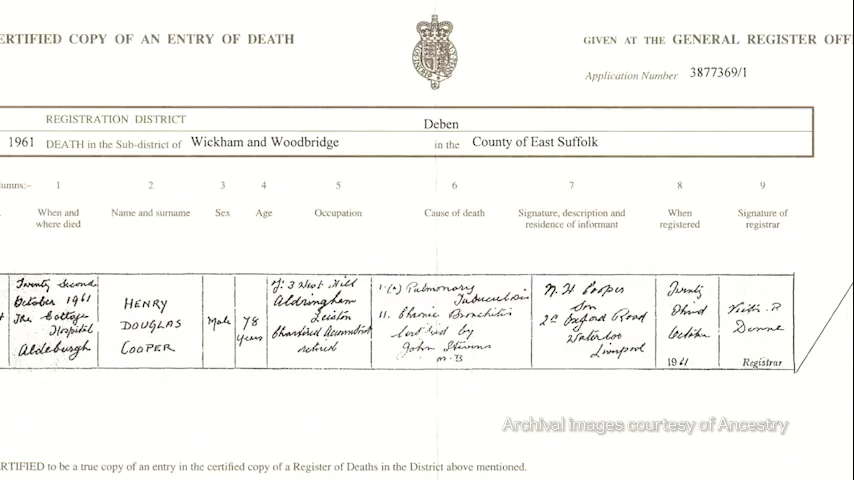 ERTIFIED COPY OF AN ENTRY OF DEATH
GIVEN AT THE GENERAL REGISTER OFF
Application Number 3877369/1
REGISTRATION DISTRICT Deben
1961 DEATH in the Sub-district of Wickham and Woodbridge in the County of East Suffolk
umns:- 1 2 3 4 5 6 7 8 9
When and where died
Name and surname
Sex
Age
Occupation
Cause of death
Signature, description and residence of informant
When registered
Signature of registrar
Twenty Second
October 1961
The Cottage
Hospital
Aldeburgh
HENRY
DOUGLAS
COOPER
Male
78
years
3 West Hill
Aldringham
Leiston
Chartered Accountant
retired
1.(a) Pulmonary
Tuberculosis
11. Chronic Bronchitis
Certified by
John Stevens
M.B
Cooper
Son
Oxford Road
Waterloo
Liverpool
Twenty
Third
October
1961
Denne
Registrar
Archival images courtesy of Ancestry
RTIFIED to be a true copy of an entry in the certified copy of a Register of Deaths in the District above mentioned.